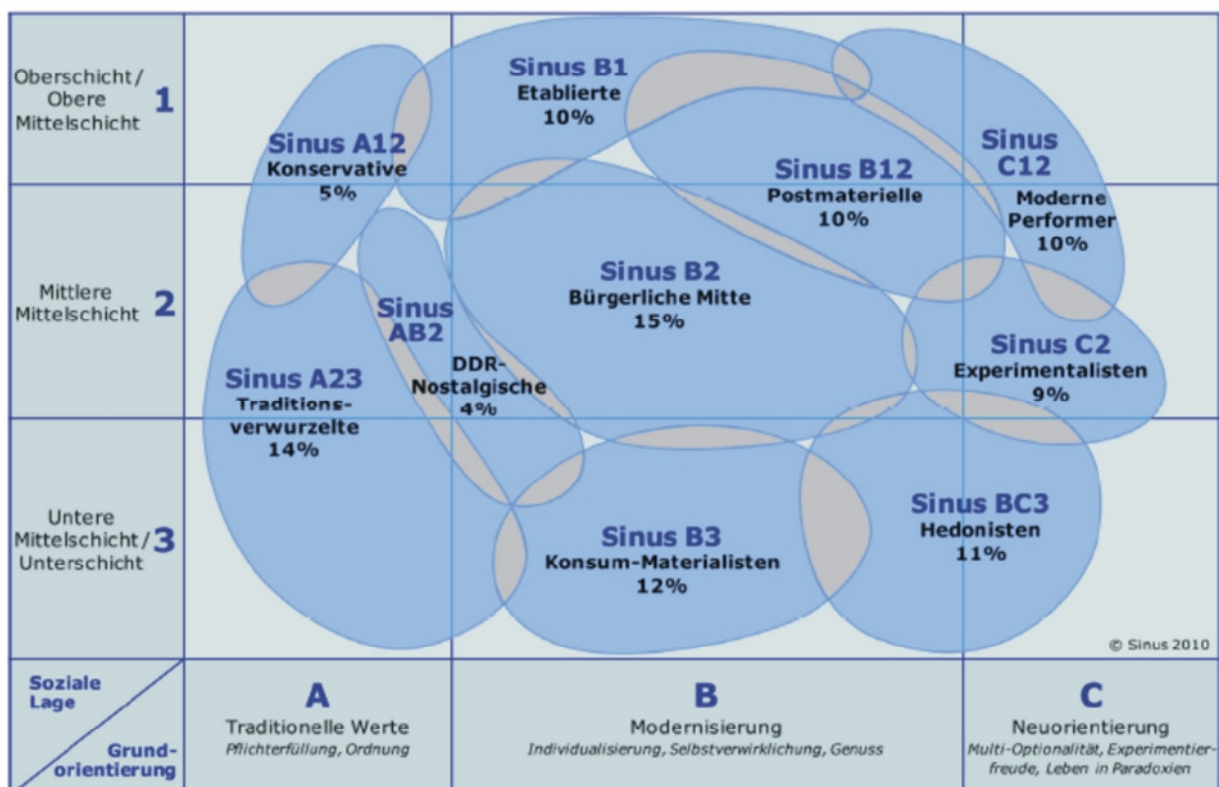 Oberschicht /
Obere
Mittelschicht
1
Mittlere
Mittelschicht
2
Untere
Mittelschicht/
Unterschicht
3
Sinus B1
Etablierte
10%
Sinus A12
Konservative
5%
Sinus B12
Postmaterielle
10%
Sinus
C12
Moderne
Performer
10%
Sinus B2
Bürgerliche Mitte
15%
Sinus
AB2
DDR-
Nostalgische
4%
Sinus A23
Traditions-
verwurzelte
14%
Sinus C2
Experimentalisten
9%
Sinus B3
Konsum-Materialisten
12%
Sinus BC3
Hedonisten
11%
© Sinus 2010
Soziale
Lage
Grund-
orientierung
A
Traditionelle Werte
Pflichterfüllung, Ordnung
B
Modernisierung
Individualisierung, Selbstverwirklichung, Genuss
C
Neuorientierung
Multi-Optionalität, Experimentier-
freude, Leben in Paradoxien